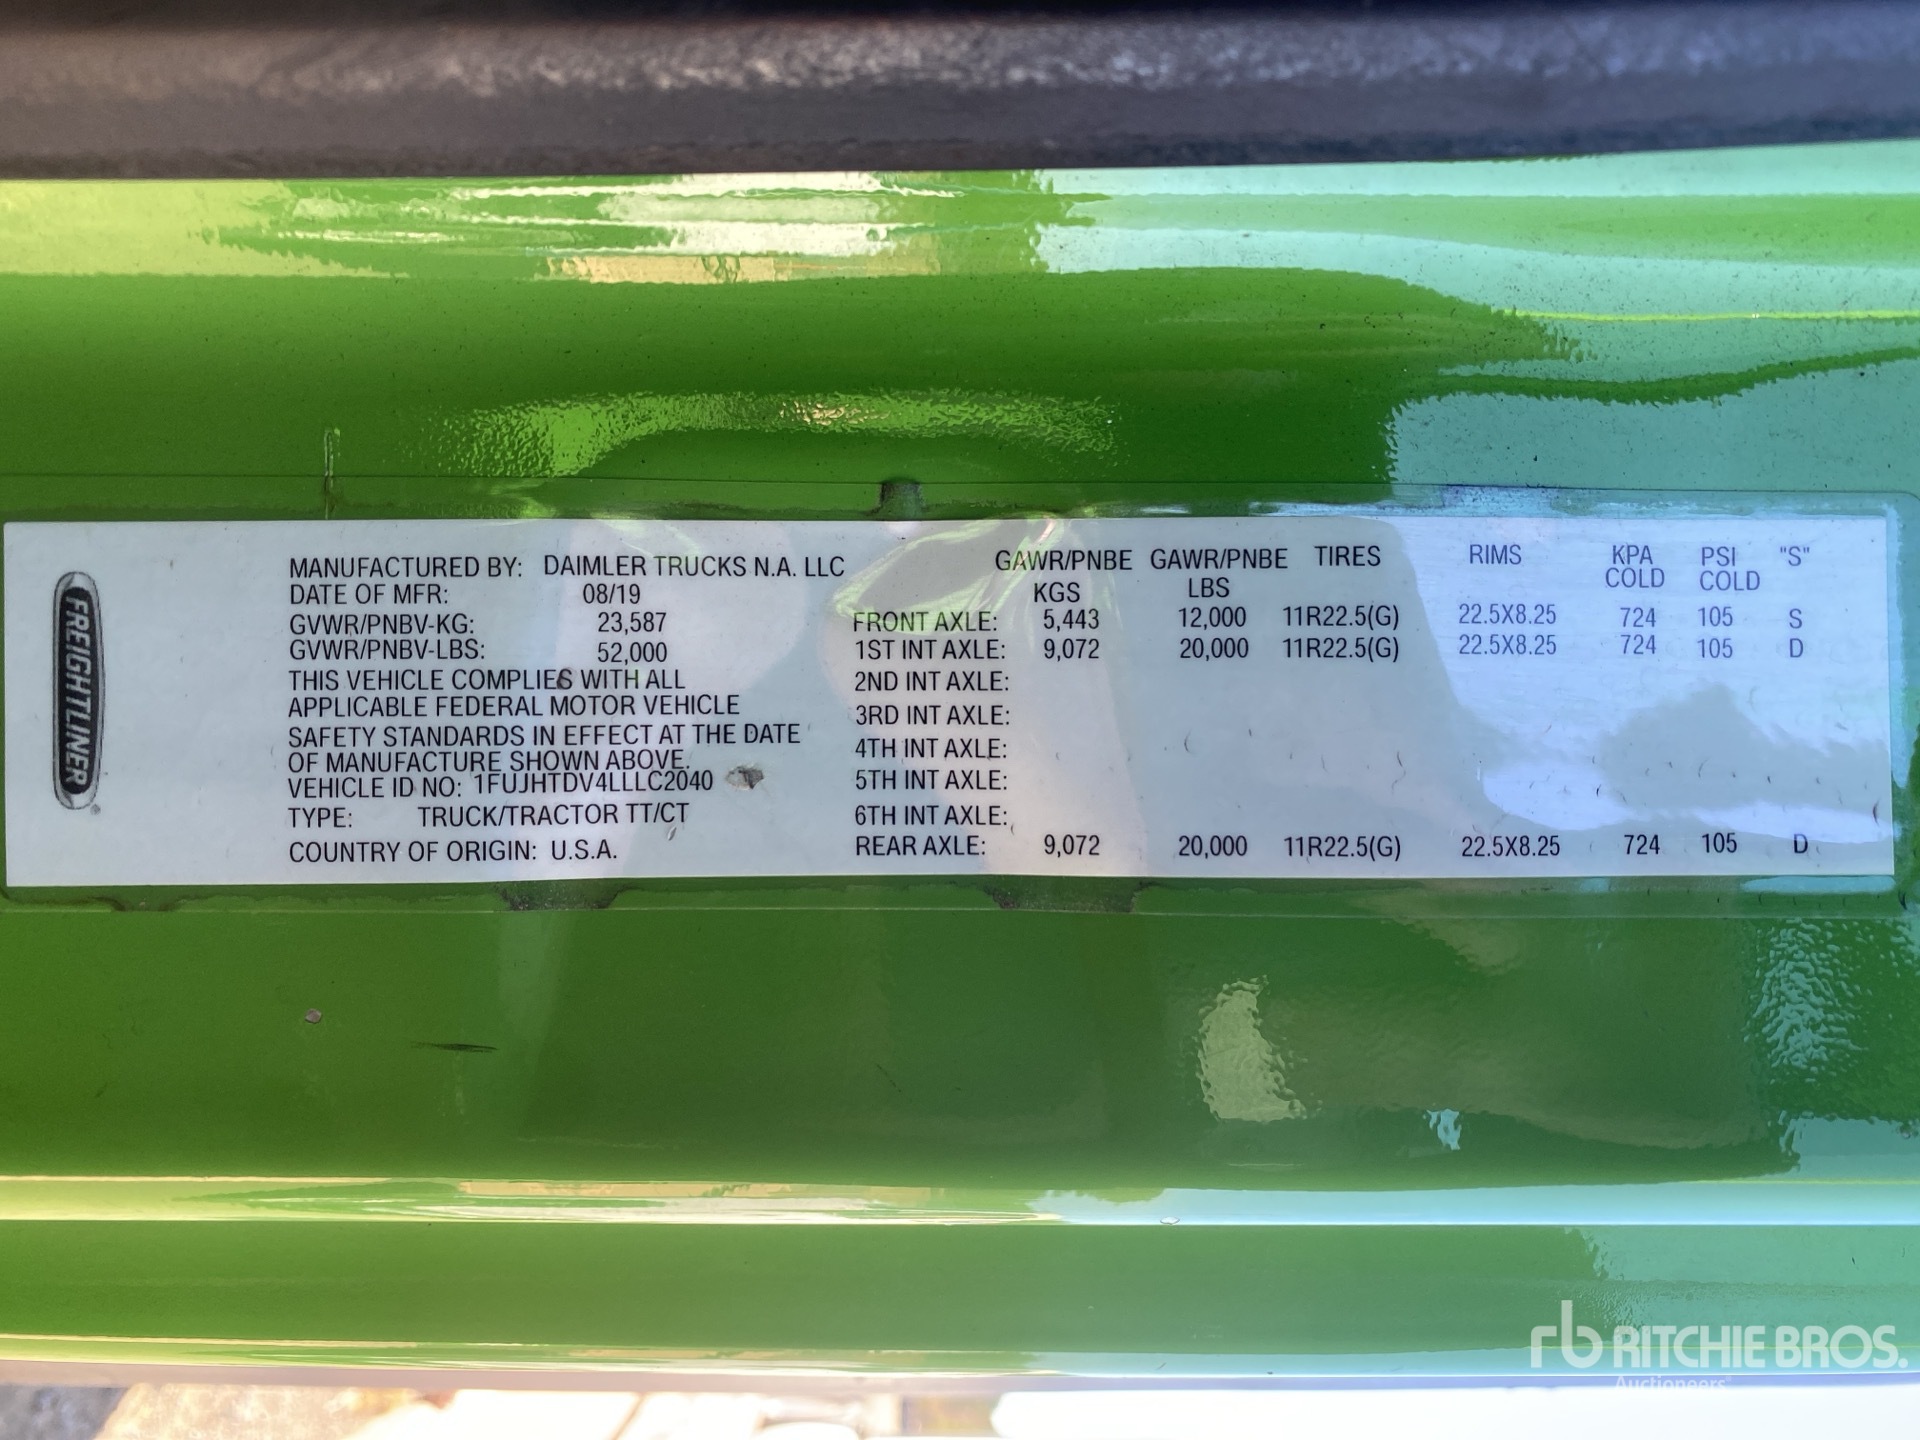 FREIGHTLINER
MANUFACTURED BY: DAIMLER TRUCKS N.A. LLC
DATE OF MFR: 08/19
GVWR/PNBV-KG: 23,587
GVWR/PNBV-LBS: 52,000
THIS VEHICLE COMPLIES WITH ALL
APPLICABLE FEDERAL MOTOR VEHICLE
SAFETY STANDARDS IN EFFECT AT THE DATE
OF MANUFACTURE SHOWN ABOVE.
VEHICLE ID NO: 1FUJHTDV4LLLC2040
TYPE: TRUCK/TRACTOR TT/CT
COUNTRY OF ORIGIN: U.S.A.
GAWR/PNBE GAWR/PNBE TIRES RIMS KPA PSI "S"
KGS LBS COLD COLD
FRONT AXLE: 5,443 12,000 11R22.5(G) 22.5X8.25 724 105 S
1ST INT AXLE: 9,072 20,000 11R22.5(G) 22.5X8.25 724 105 D
2ND INT AXLE:
3RD INT AXLE:
4TH INT AXLE:
5TH INT AXLE:
6TH INT AXLE:
REAR AXLE: 9,072 20,000 11R22.5(G) 22.5X8.25 724 105 D
rb RITCHIE BROS.
Auctioneers